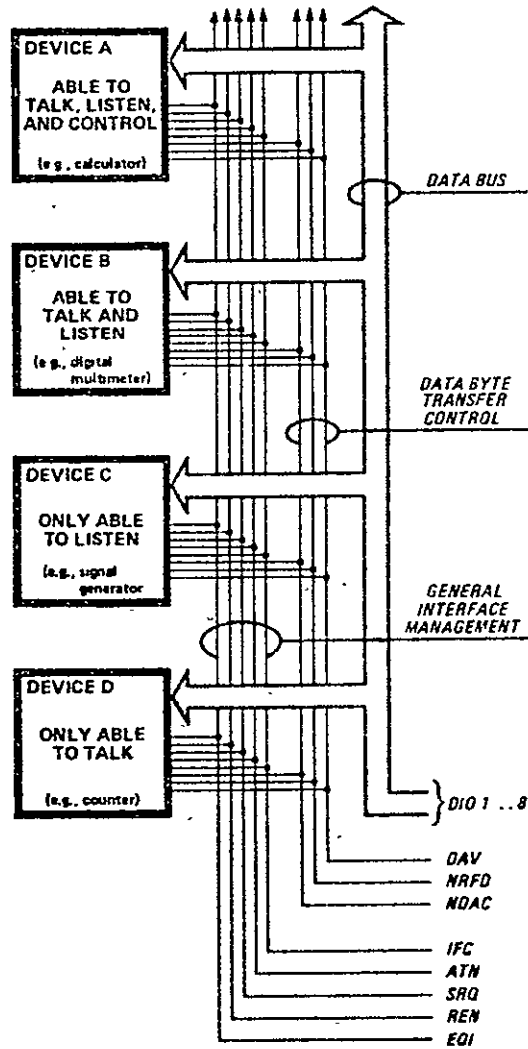 DEVICE A
ABLE TO
TALK, LISTEN,
AND CONTROL
(e.g., calculator)
DATA BUS
DEVICE B
ABLE TO
TALK AND
LISTEN
(e.g., digital
multimeter)
DATA BYTE
TRANSFER
CONTROL
DEVICE C
ONLY ABLE
TO LISTEN
(e.g., signal
generator
GENERAL
INTERFACE
MANAGEMENT
DEVICE D
ONLY ABLE
TO TALK
(e.g., counter)
DIO 1 ..8
DAV
NRFD
NDAC
IFC
ATN
SRQ
REN
EOI